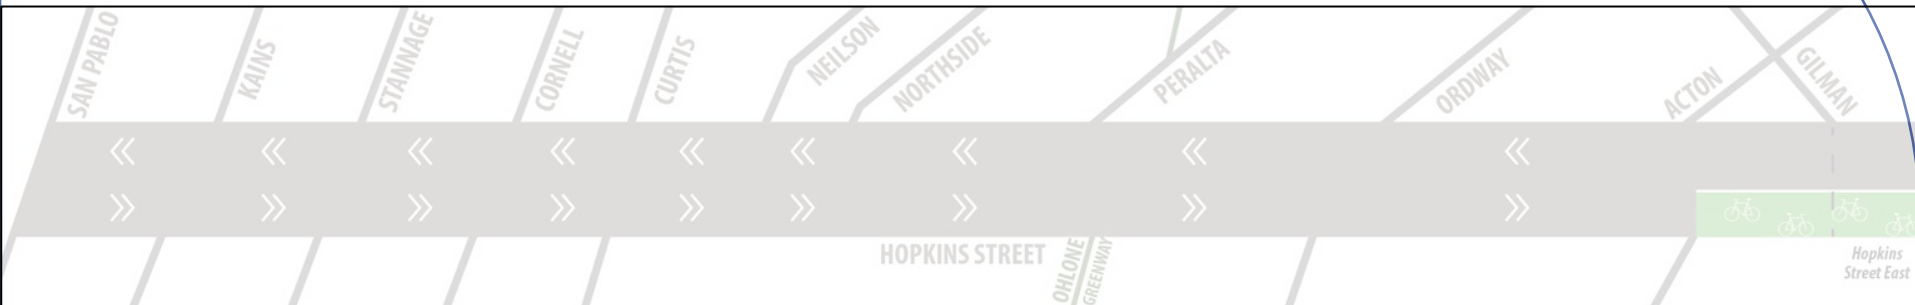 SAN PABLO
KAINS
STANNAGE
CORNELL
CURTIS
NEILSON
NORTHSIDE
PERALTA
ORDWAY
ACTON
GILMAN
HOPKINS STREET
OHLONE
GREENWAY
Hopkins
Street East